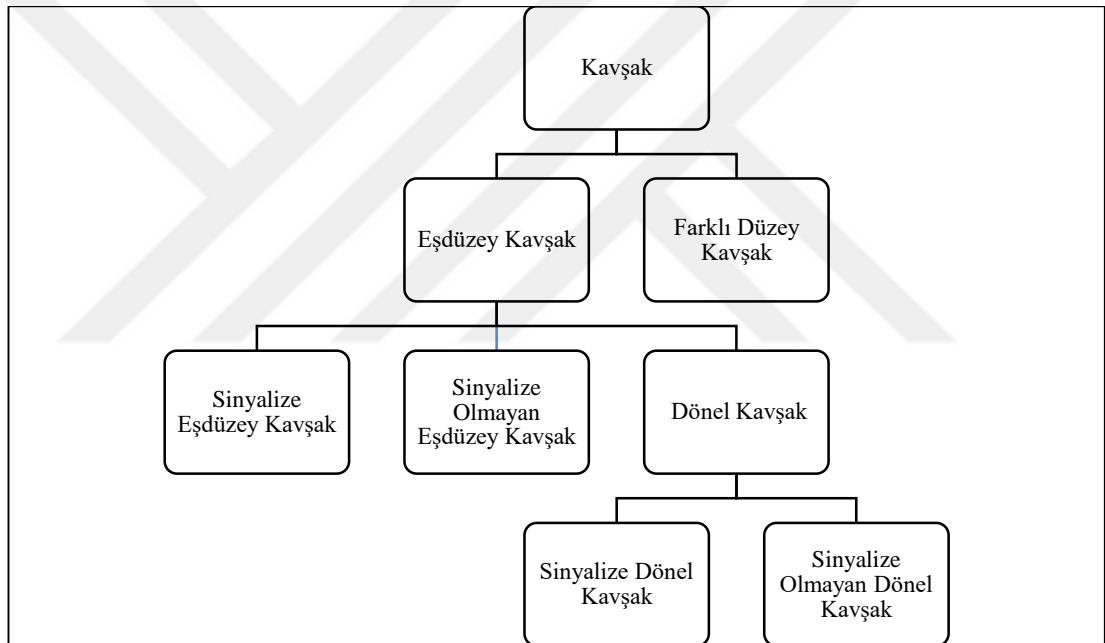 Kavşak
Eşdüzey Kavşak
Farklı Düzey
Kavşak
Sinyalize
Eşdüzey Kavşak
Sinyalize
Olmayan
Eşdüzey Kavşak
Dönel Kavşak
Sinyalize Dönel
Kavşak
Sinyalize
Olmayan Dönel
Kavşak